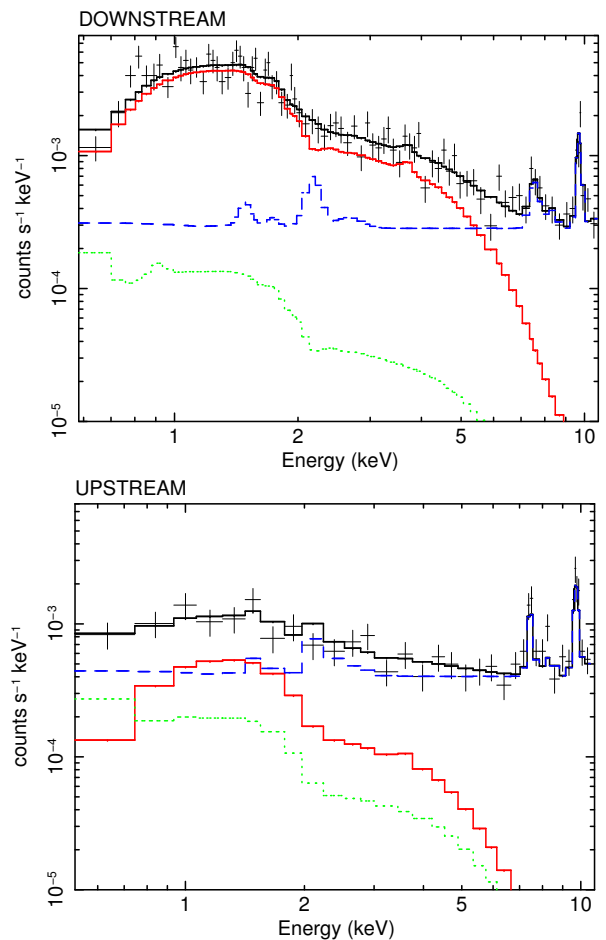 DOWNSTREAM
counts s⁻¹ keV⁻¹
10⁻³
10⁻⁴
10⁻⁵
1 2 5 10
Energy (keV)
UPSTREAM
counts s⁻¹ keV⁻¹
10⁻³
10⁻⁴
10⁻⁵
1 2 5 10
Energy (keV)